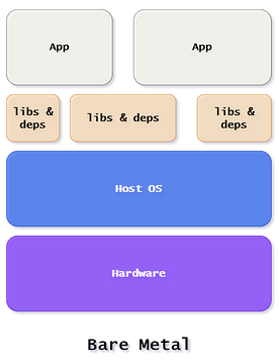 App
App
libs &
deps
libs & deps
libs &
deps
Host OS
Hardware
Bare Metal